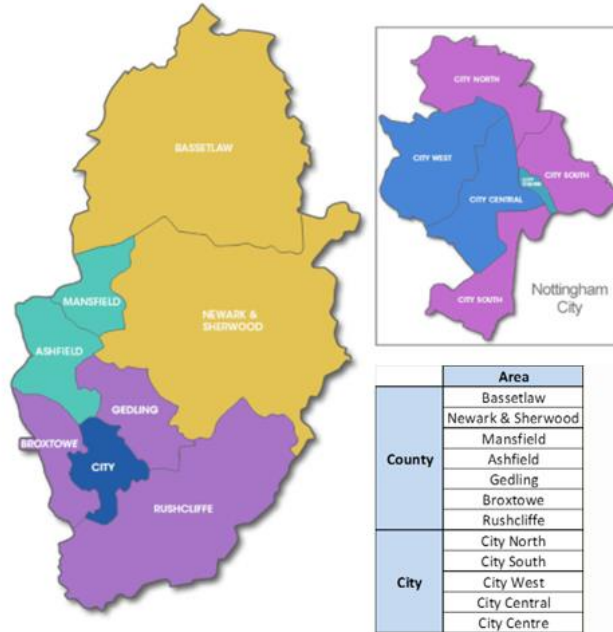 BASSETLAW
MANSFIELD
NEWARK &
SHERWOOD
ASHFIELD
GEDLING
BROXTOWE
CITY
RUSHCLIFFE
CITY NORTH
CITY WEST
CITY SOUTH
CITY CENTRAL
CITY SOUTH
Nottingham
City
Area
County
Bassetlaw
Newark & Sherwood
Mansfield
Ashfield
Gedling
Broxtowe
Rushcliffe
City
City North
City South
City West
City Central
City Centre